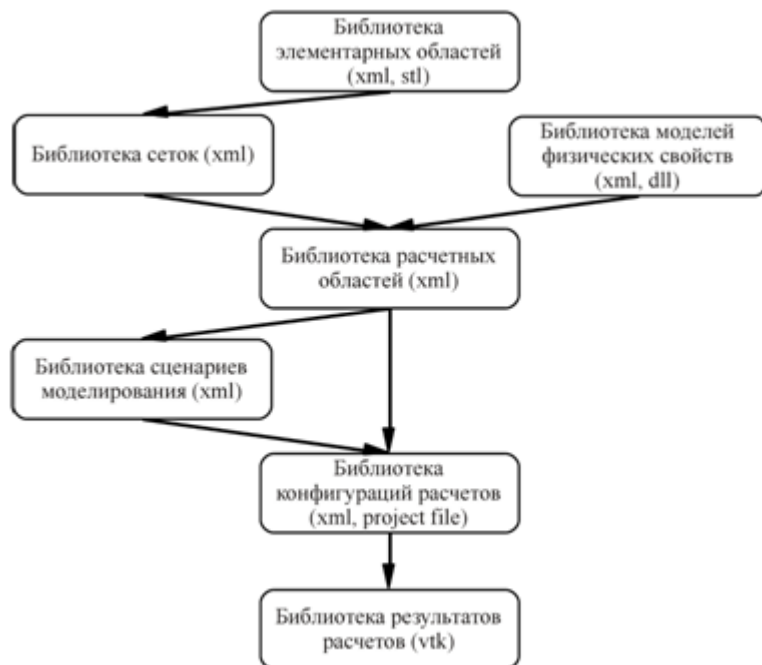 Библиотека
элементарных областей
(xml, stl)
Библиотека сеток (xml)
Библиотека моделей
физических свойств
(xml, dll)
Библиотека расчетных
областей (xml)
Библиотека сценариев
моделирования (xml)
Библиотека
конфигураций расчетов
(xml, project file)
Библиотека результатов
расчетов (vtk)